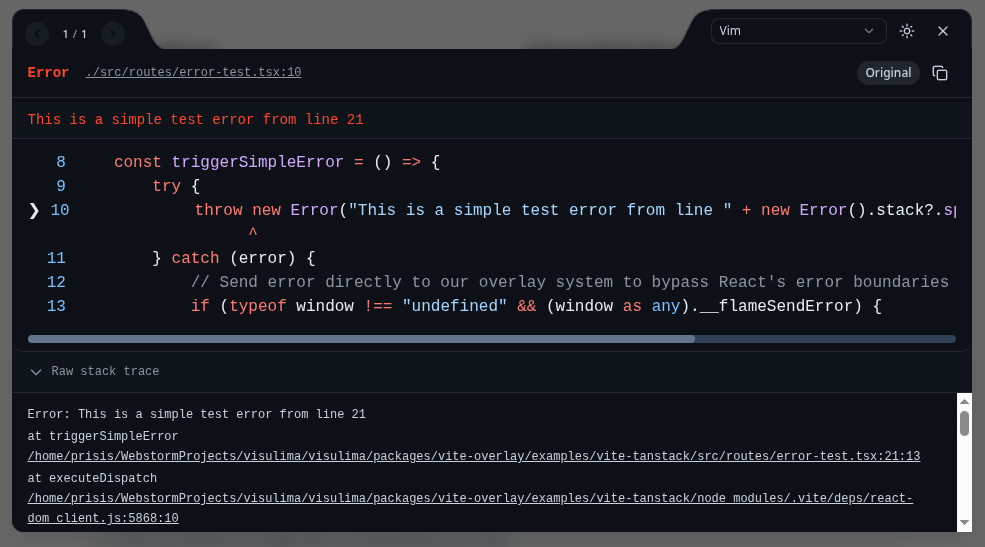 1 / 1
Vim
Error ./src/routes/error-test.tsx:10
Original
This is a simple test error from line 21
8 const triggerSimpleError = () => {
9 try {
❯ 10 throw new Error("This is a simple test error from line " + new Error().stack?.sp
^
11 } catch (error) {
12 // Send error directly to our overlay system to bypass React's error boundaries
13 if (typeof window !== "undefined" && (window as any).__flameSendError) {
Raw stack trace
Error: This is a simple test error from line 21
at triggerSimpleError
/home/prisis/WebstormProjects/visulima/visulima/packages/vite-overlay/examples/vite-tanstack/src/routes/error-test.tsx:21:13
at executeDispatch
/home/prisis/WebstormProjects/visulima/visulima/packages/vite-overlay/examples/vite-tanstack/node_modules/.vite/deps/react-
dom_client.js:5868:10